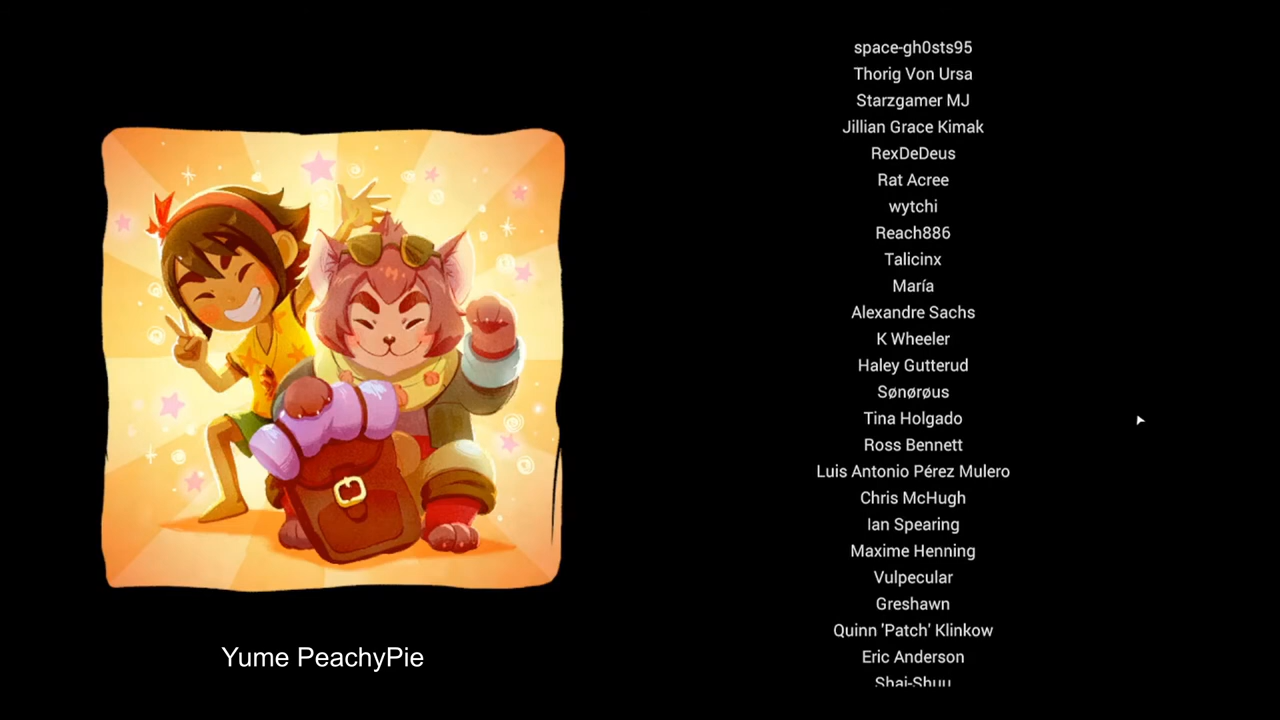 space-gh0sts95
Thorig Von Ursa
Starzgamer MJ
Jillian Grace Kimak
RexDeDeus
Rat Acree
wytchi
Reach886
Talicinx
María
Alexandre Sachs
K Wheeler
Haley Gutterud
Sønørøus
Tina Holgado
Ross Bennett
Luis Antonio Pérez Mulero
Chris McHugh
Ian Spearing
Maxime Henning
Vulpecular
Greshawn
Quinn 'Patch' Klinkow
Eric Anderson
Shai-Shuu
Yume PeachyPie